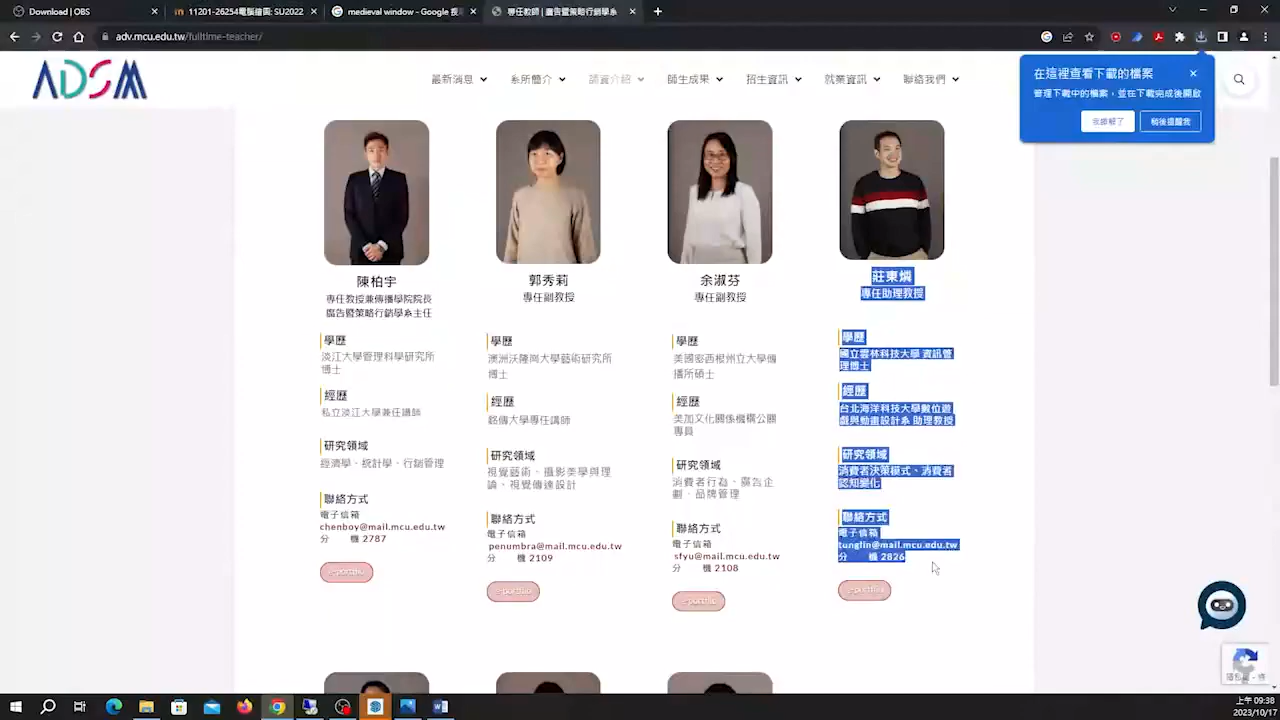 Download | OBS
11201-26254電腦繪圖: SU2022
medieval window - Google 搜
專任教師 | 廣告暨策略行銷學系
adv.mcu.edu.tw/fulltime-teacher/
ADSM
最新消息
系所簡介
師資介紹
師生成果
招生資訊
就業資訊
聯絡我們
在這裡查看下載的檔案
管理下載中的檔案，並在下載完成後開啟
我瞭解了
稍後提醒我
陳柏宇
專任教授兼傳播學院院長
廣告暨策略行銷學系主任
學歷
淡江大學管理科學研究所
博士
經歷
私立淡江大學兼任講師
研究領域
經濟學、統計學、行銷管理
聯絡方式
電子信箱
chenboy@mail.mcu.edu.tw
分 機 2787
e-portfilo
郭秀莉
專任副教授
學歷
澳洲沃隆崗大學藝術研究所
博士
經歷
銘傳大學專任講師
研究領域
視覺藝術、攝影美學與理
論、視覺傳達設計
聯絡方式
電子信箱
penumbra@mail.mcu.edu.tw
分 機 2109
e-portfilo
余淑芬
專任副教授
學歷
美國密西根州立大學傳
播所碩士
經歷
美加文化關係機構公關
專員
研究領域
消費者行為、廣告企
劃、品牌管理
聯絡方式
電子信箱
sfyu@mail.mcu.edu.tw
分 機 2108
e-portfilo
莊東燐
專任助理教授
學歷
國立雲林科技大學 資訊管
理博士
經歷
台北海洋科技大學數位遊
戲與動畫設計系 助理教授
研究領域
消費者決策模式、消費者
認知變化
聯絡方式
電子信箱
tunglin@mail.mcu.edu.tw
分 機 2826
e-portfilo
上午 09:38
2023/10/17